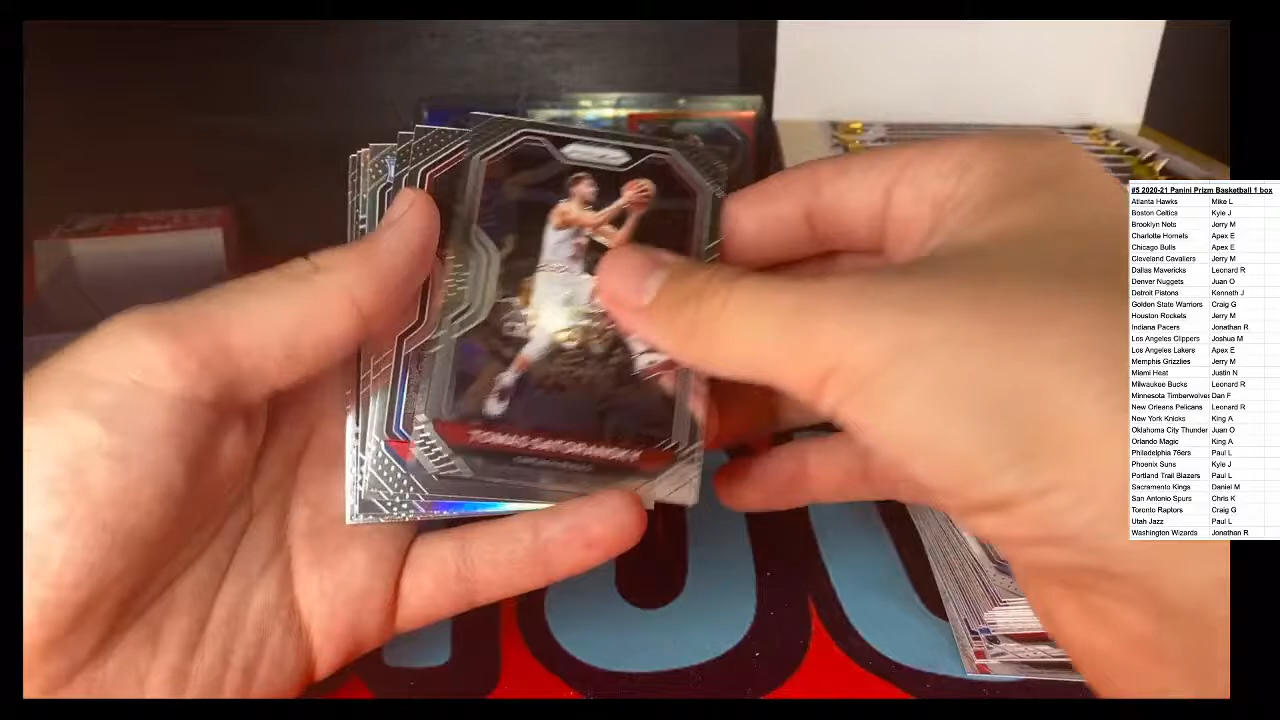 PRIZM
TOMAS SATORANSKY
#5 2020-21 Panini Prizm Basketball 1 box
Atlanta Hawks Mike L
Boston Celtics Kyle J
Brooklyn Nets Jerry M
Charlotte Hornets Apex E
Chicago Bulls Apex E
Cleveland Cavaliers Jerry M
Dallas Mavericks Leonard R
Denver Nuggets Juan O
Detroit Pistons Kenneth J
Golden State Warriors Craig G
Houston Rockets Jerry M
Indiana Pacers Jonathan R
Los Angeles Clippers Joshua M
Los Angeles Lakers Apex E
Memphis Grizzlies Jerry M
Miami Heat Justin N
Milwaukee Bucks Leonard R
Minnesota Timberwolves Dan F
New Orleans Pelicans Leonard R
New York Knicks King A
Oklahoma City Thunder Juan O
Orlando Magic King A
Philadelphia 76ers Paul L
Phoenix Suns Kyle J
Portland Trail Blazers Paul L
Sacramento Kings Daniel M
San Antonio Spurs Chris K
Toronto Raptors Craig G
Utah Jazz Paul L
Washington Wizards Jonathan R